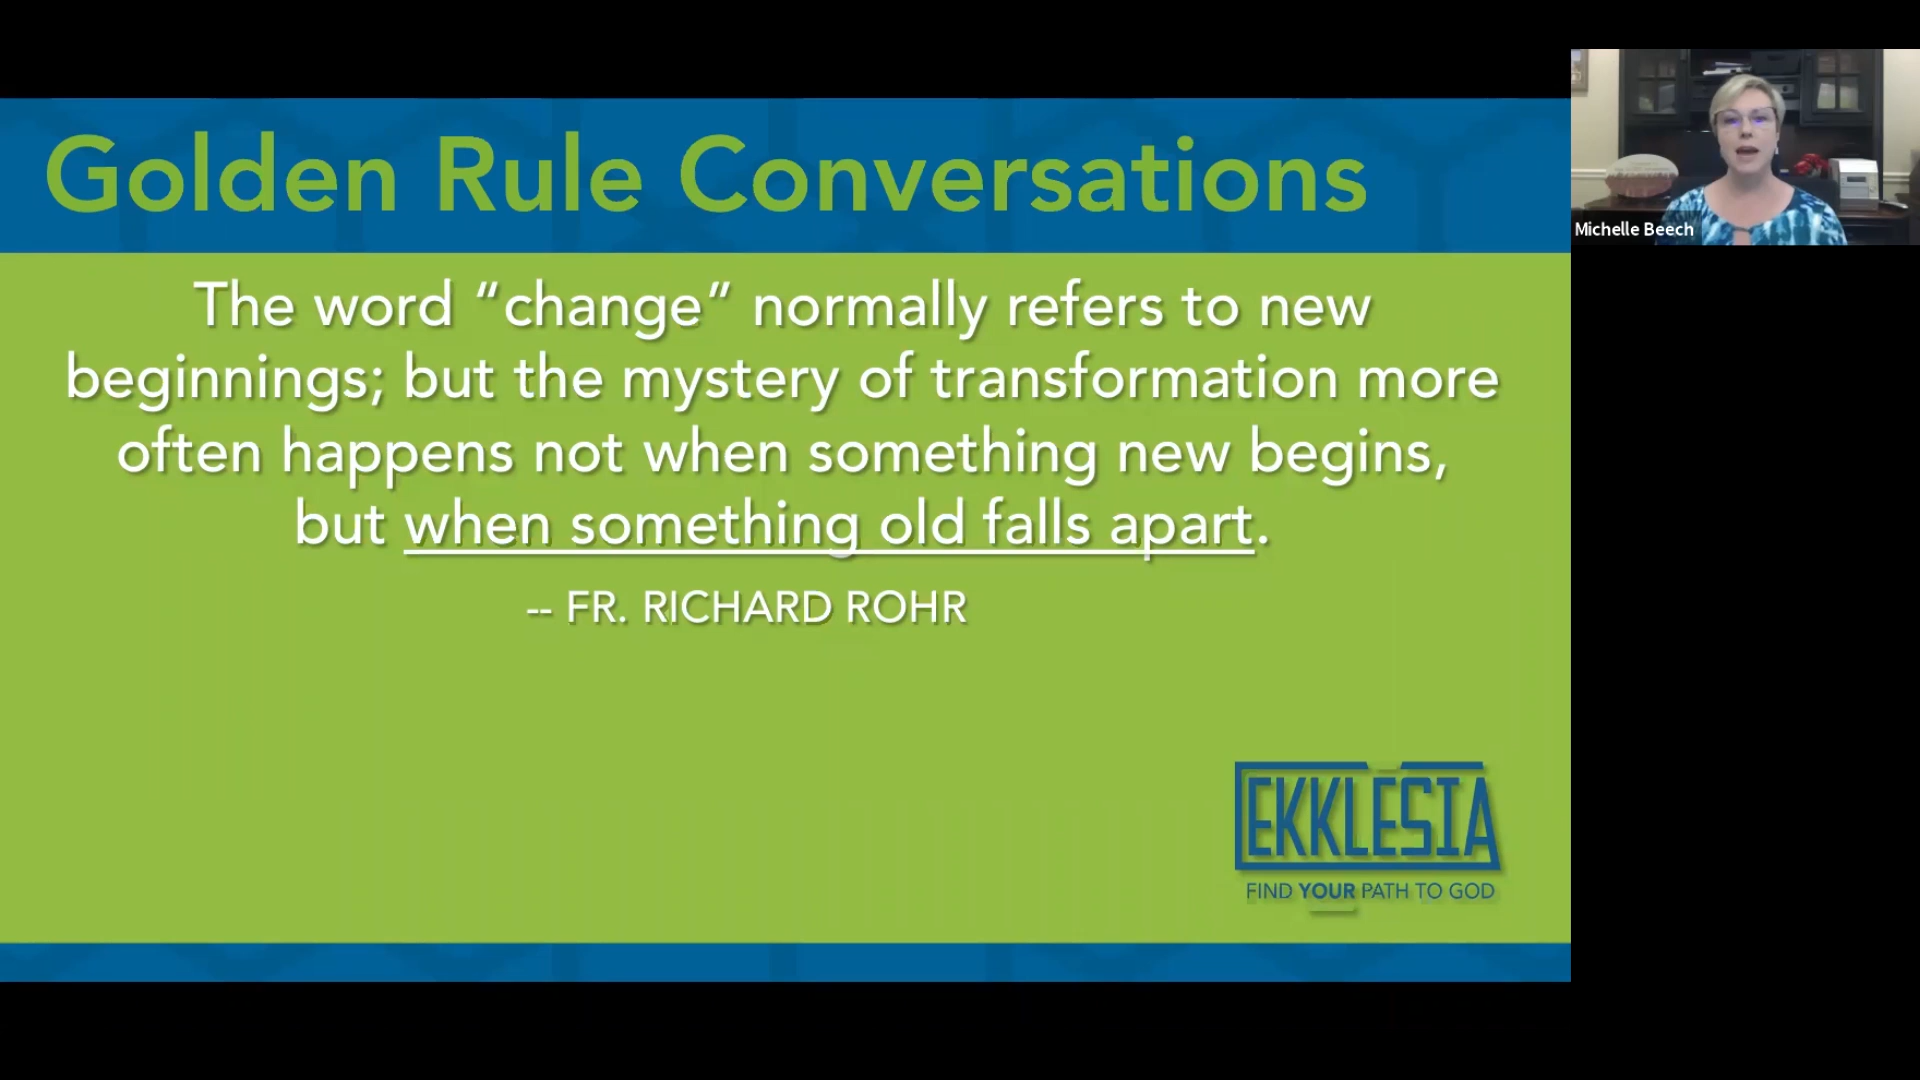 Golden Rule Conversations
Michelle Beech
The word “change” normally refers to new
beginnings; but the mystery of transformation more
often happens not when something new begins,
but when something old falls apart.
-- FR. RICHARD ROHR
EKKLESIA
FIND YOUR PATH TO GOD